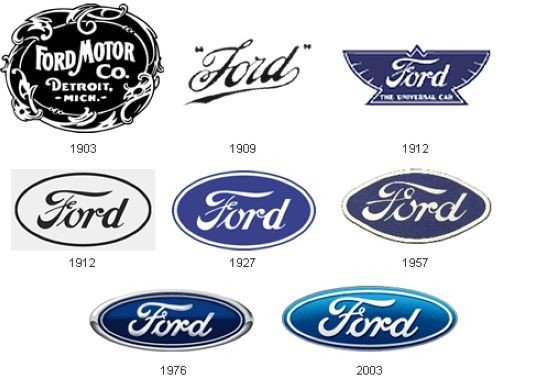 FORD MOTOR
CO.
DETROIT,
-MICH.-
"Ford"
Ford
THE UNIVERSAL CAR
1903
1909
1912
Ford
Ford
Ford
1912
1927
1957
Ford
Ford
1976
2003